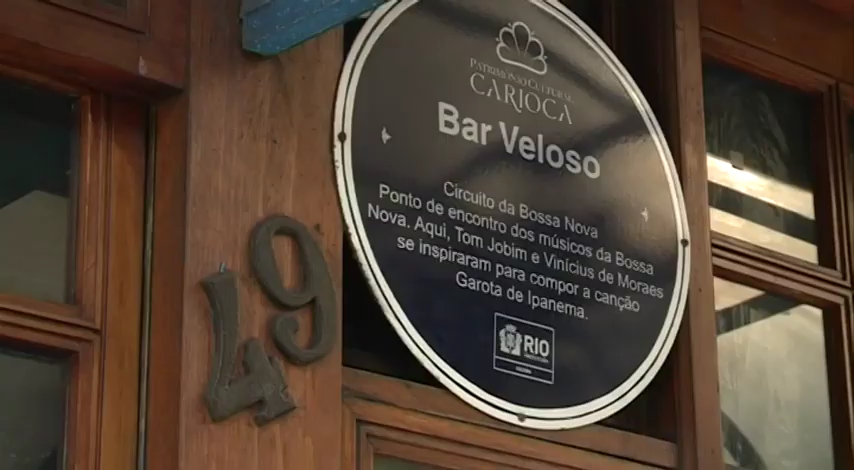 PATRIMÔNIO CULTURAL
CARIOCA
Bar Veloso
Circuito da Bossa Nova
Ponto de encontro dos músicos da Bossa
Nova. Aqui, Tom Jobim e Vinícius de Moraes
se inspiraram para compor a canção
Garota de Ipanema.
RIO
49